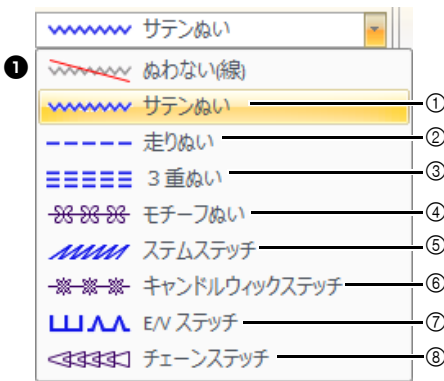 サテンぬい
❶ ぬわない(線)
サテンぬい ①
走りぬい ②
3重ぬい ③
モチーフぬい ④
ステムステッチ ⑤
キャンドルウィックステッチ ⑥
E/V ステッチ ⑦
チェーンステッチ ⑧